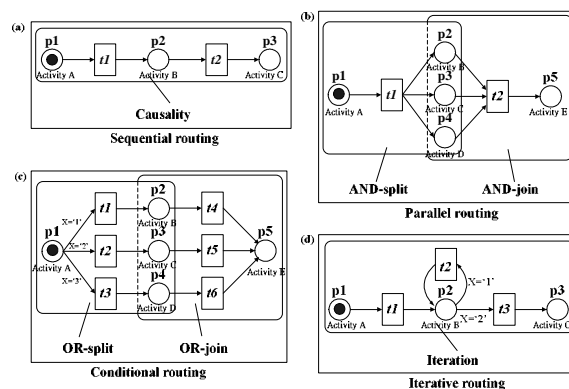 (a)
p1 p2 p3
t1 t2
Activity A Activity B Activity C
Causality
Sequential routing
(b)
p1 p2 p3 p4 p5
t1 t2
Activity A Activity B Activity C Activity D Activity E
AND-split AND-join
Parallel routing
(c)
p1 p2 p3 p4 p5
X='1' t1 t4
X='2' t2 t5
X='3' t3 t6
Activity A Activity B Activity C Activity D Activity E
OR-split OR-join
Conditional routing
(d)
t2
p1 p2 p3
X='1'
t1 t3
X='2'
Activity A Activity B Activity C
Iteration
Iterative routing